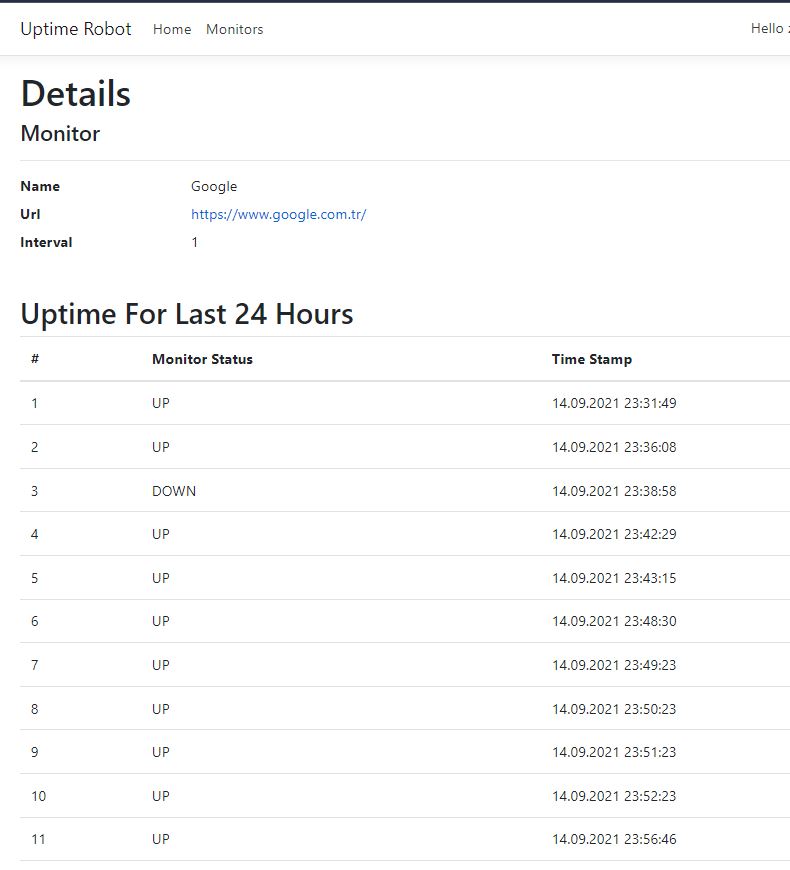 Uptime Robot Home Monitors Hello
Details
Monitor
Name Google
Url https://www.google.com.tr/
Interval 1
Uptime For Last 24 Hours
# Monitor Status Time Stamp
1 UP 14.09.2021 23:31:49
2 UP 14.09.2021 23:36:08
3 DOWN 14.09.2021 23:38:58
4 UP 14.09.2021 23:42:29
5 UP 14.09.2021 23:43:15
6 UP 14.09.2021 23:48:30
7 UP 14.09.2021 23:49:23
8 UP 14.09.2021 23:50:23
9 UP 14.09.2021 23:51:23
10 UP 14.09.2021 23:52:23
11 UP 14.09.2021 23:56:46